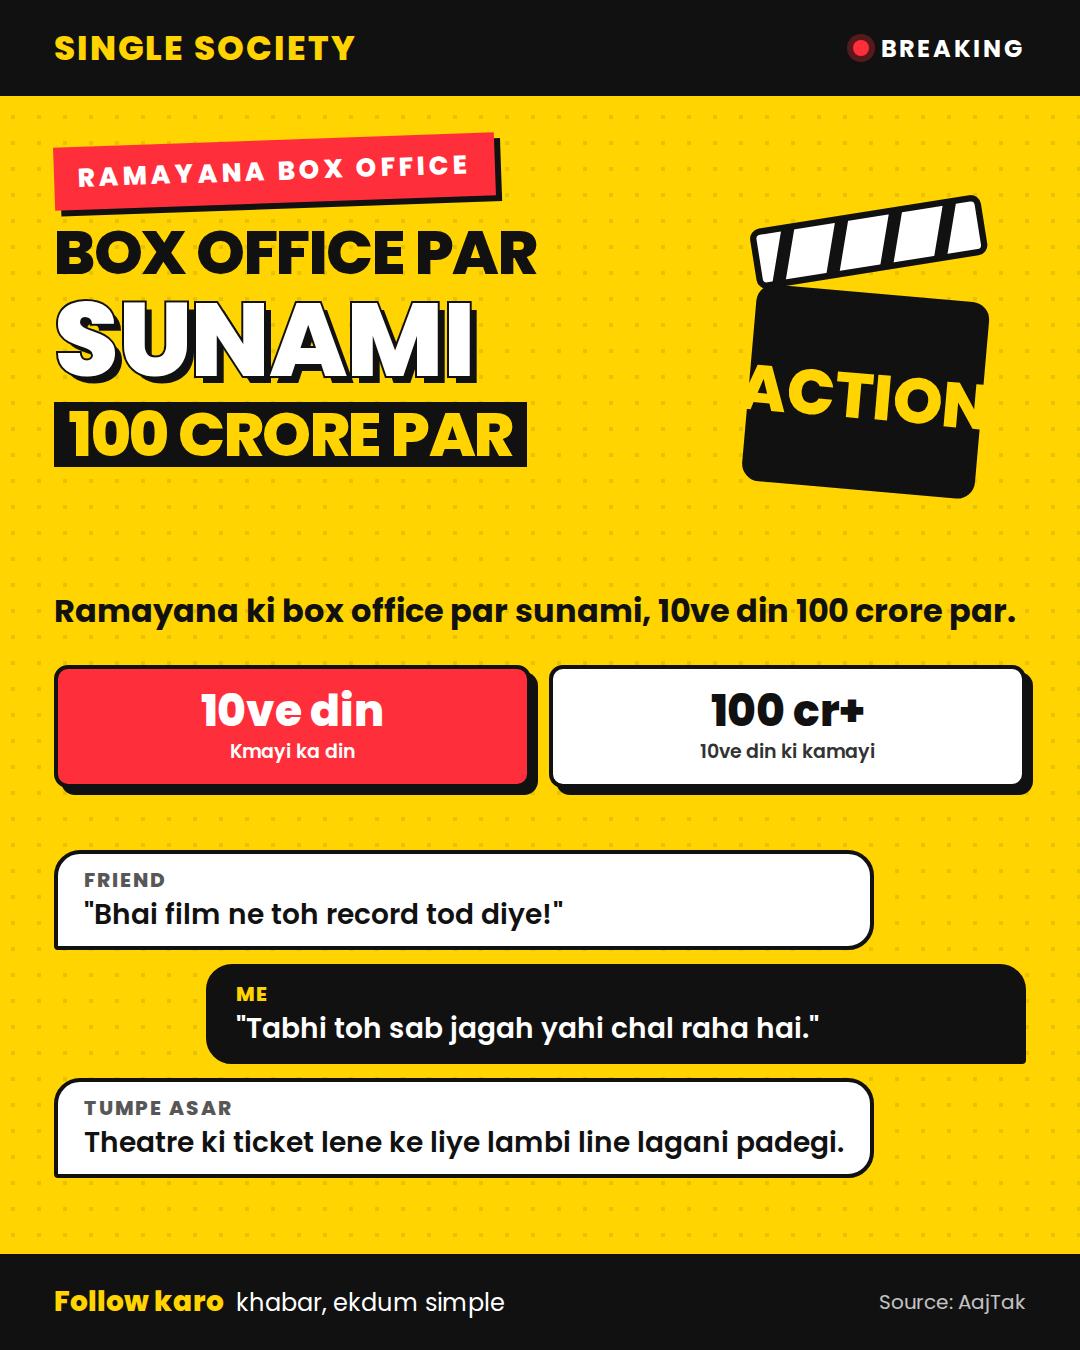 SINGLE SOCIETY
BREAKING
RAMAYANA BOX OFFICE
BOX OFFICE PAR
SUNAMI
100 CRORE PAR
ACTION
Ramayana ki box office par sunami, 10ve din 100 crore par.
10ve din
Kmayi ka din
100 cr+
10ve din ki kamayi
FRIEND
"Bhai film ne toh record tod diye!"
ME
"Tabhi toh sab jagah yahi chal raha hai."
TUMPE ASAR
Theatre ki ticket lene ke liye lambi line lagani padegi.
Follow karo khabar, ekdum simple
Source: AajTak